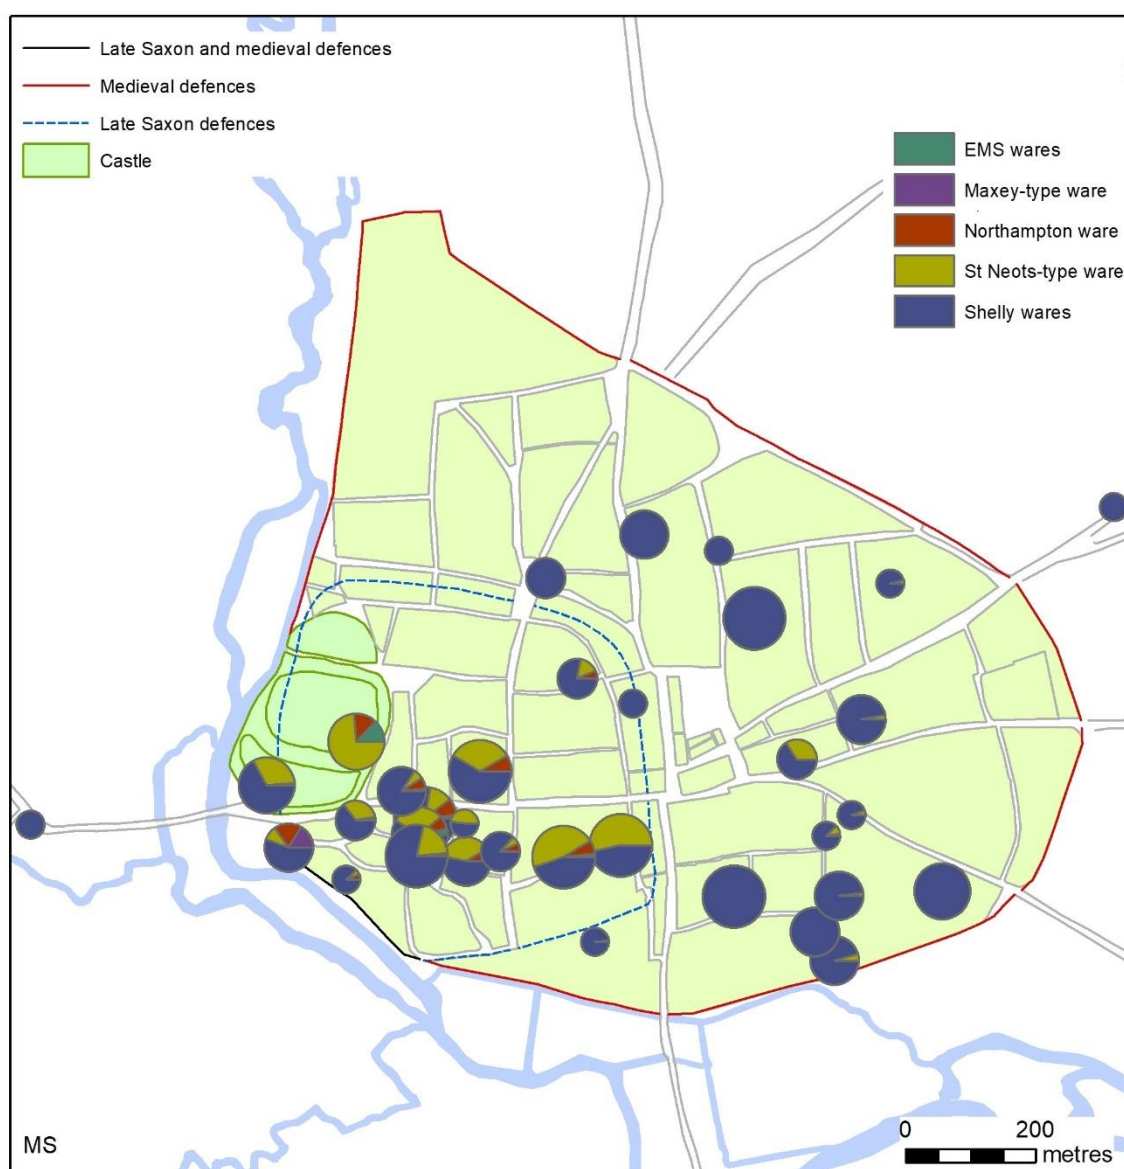 Late Saxon and medieval defences
Medieval defences
Late Saxon defences
Castle
EMS wares
Maxey-type ware
Northampton ware
St Neots-type ware
Shelly wares
MS
0 200
metres